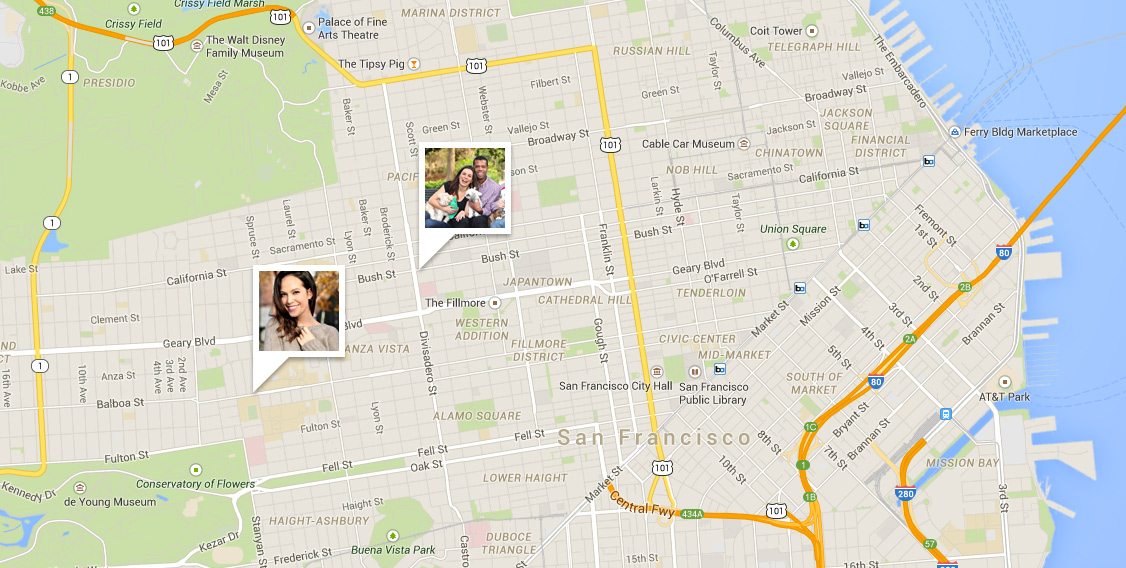 438
Crissy Field
Crissy Field Marsh
101
Palace of Fine
Arts Theatre
MARINA DISTRICT
Columbus Ave
Coit Tower
TELEGRAPH HILL
The Embarcadero
101
The Walt Disney
Family Museum
RUSSIAN HILL
The Tipsy Pig
101
1
Kobbe Ave
PRESIDIO
Mesa St
Filbert St
Taylor St
Vallejo St
Green St
Broadway St
Baker St
Scott St
Webster St
Green St
Vallejo St
Broadway St
Jackson St
JACKSON
SQUARE
Ferry Bldg Marketplace
101
Cable Car Museum
CHINATOWN
FINANCIAL
DISTRICT
NOB HILL
Sacramento St
California St
PACIF
son St
Larkin St
Hyde St
Taylor St
1
Spruce St
Laurel St
Lyon St
Baker St
Broderick St
Sacramento St
Franklin St
Bush St
Union Square
Fremont St
1st St
80
Lake St
California St
Bush St
Bush St
Geary Blvd
O'Farrell St
2nd St
2B
JAPANTOWN
CATHEDRAL HILL
TENDERLOIN
The Fillmore
Market St
Mission St
3rd St
Brannan St
Clement St
Blvd
WESTERN
ADDITION
Gough St
4th St
ND
Geary Blvd
ANZA VISTA
FILLMORE
DISTRICT
CIVIC CENTER
MID-MARKET
5th St
2A
1
16th Ave
10th Ave
Anza St
3rd Ave
2nd Ave
Divisadero St
San Francisco City Hall
San Francisco
Public Library
SOUTH OF
MARKET
80
AT&T Park
Balboa St
Lyon St
ALAMO SQUARE
1C
Bryant St
Brannan St
Fulton St
Fell St
San Francisco
8th St
7th St
Fulton St
Fell St
Oak St
101
10th St
1
MISSION BAY
Conservatory of Flowers
LOWER HAIGHT
Market St
1B
280
3rd St
Kennedy Dr
de Young Museum
Haight St
Central Fwy
434A
101
HAIGHT-ASHBURY
Stanyan St
Kezar Dr
Frederick St
Buena Vista Park
Castro
DUBOCE
TRIANGLE
15th St
57
16th St